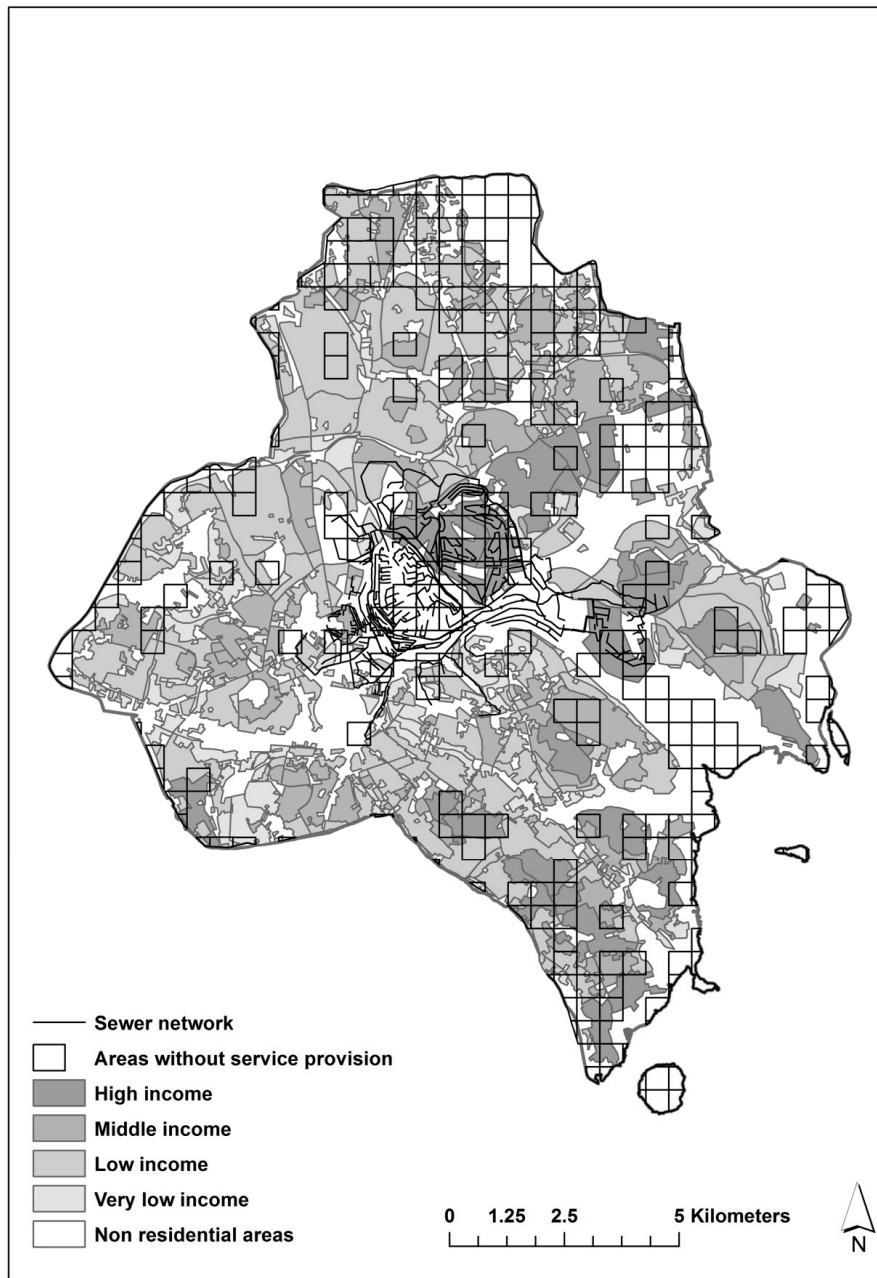 Sewer network
Areas without service provision
High income
Middle income
Low income
Very low income
Non residential areas
0 1.25 2.5 5 Kilometers
N